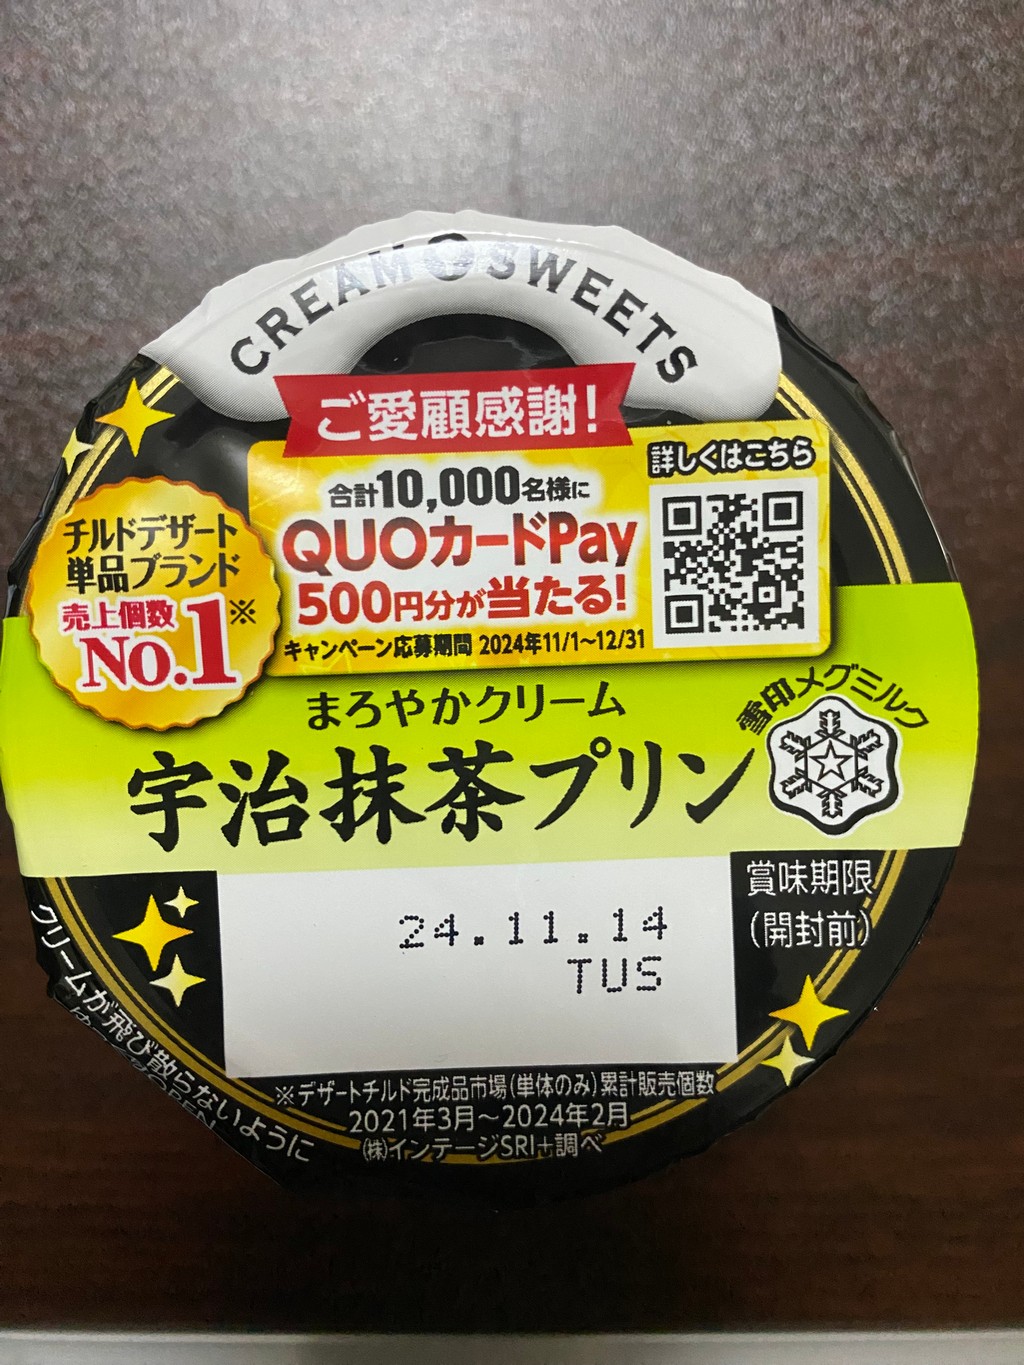 CREAM SWEETS
ご愛顧感謝!
詳しくはこちら
合計10,000名様に
QUOカードPay
500円分が当たる!
キャンペーン応募期間 2024年11/1~12/31
チルドデザート
単品ブランド
売上個数※
No.1
まろやかクリーム
宇治抹茶プリン
雪印メグミルク
賞味期限
(開封前)
24.11.14
TUS
クリームが飛び散らないように
OPEN
※デザートチルド完成品市場(単体のみ)累計販売個数
2021年3月~2024年2月
(株)インテージSRI+調べ